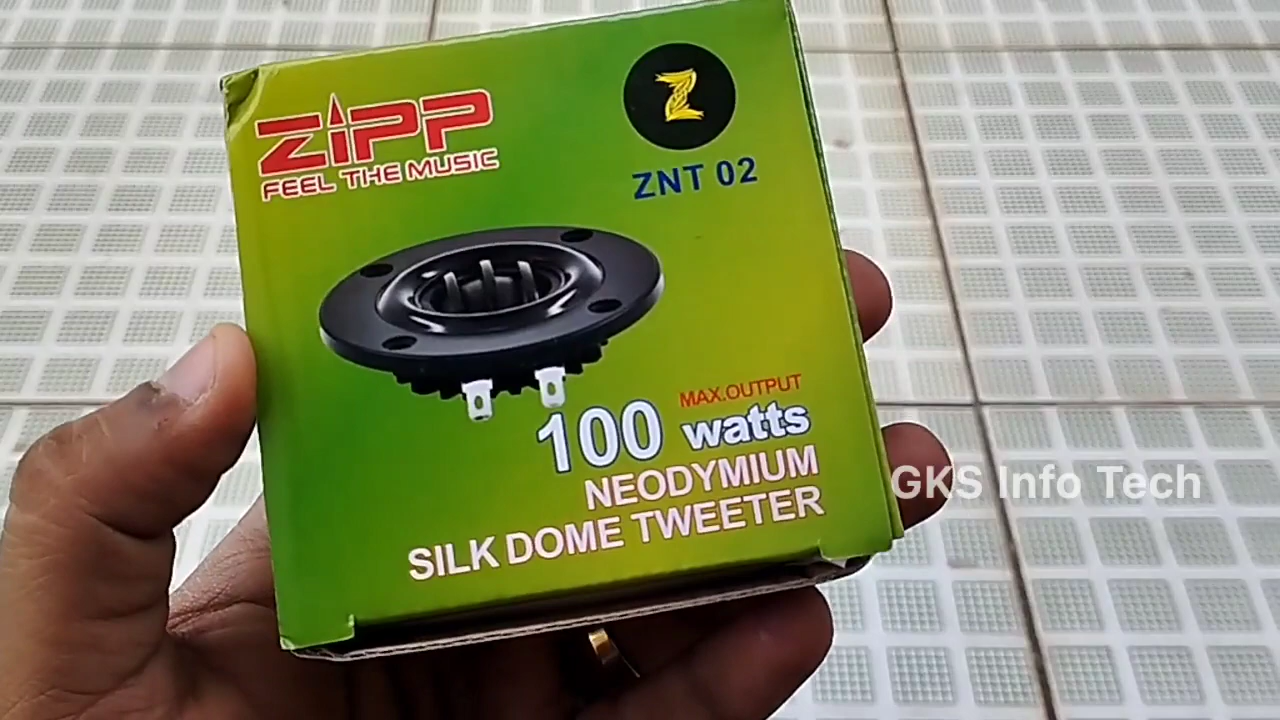 ZIPP
FEEL THE MUSIC
Z
ZNT 02
MAX.OUTPUT
100 watts
NEODYMIUM
SILK DOME TWEETER
GKS Info Tech